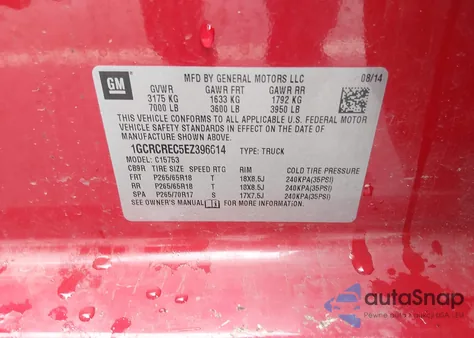 GM
MFD BY GENERAL MOTORS LLC 08/14
GVWR GAWR FRT GAWR RR
3175 KG 1633 KG 1792 KG
7000 LB 3600 LB 3950 LB
THIS VEHICLE CONFORMS TO ALL APPLICABLE U.S. FEDERAL MOTOR
VEHICLE SAFETY STANDARDS IN EFFECT ON THE DATE OF
MANUFACTURE SHOWN ABOVE.
1GCRCREC5EZ396614 TYPE: TRUCK
MODEL: C15753
CB9R TIRE SIZE SPEED RTG RIM COLD TIRE PRESSURE
FRT P265/65R18 T 18X8.5J 240KPA(35PSI)
RR P265/65R18 T 18X8.5J 240KPA(35PSI)
SPA P265/70R17 S 17X7.5J 240KPA(35PSI)
SEE OWNER'S MANUAL FOR MORE INFORMATION
autoSnap